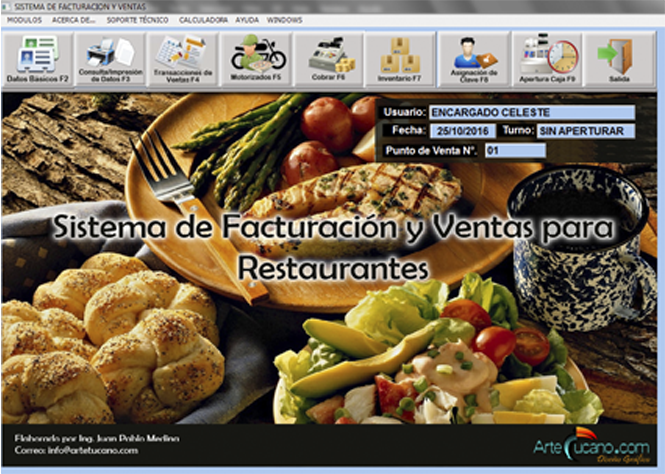 SISTEMA DE FACTURACION Y VENTAS
MODULOS ACERCA DE... SOPORTE TÉCNICO CALCULADORA AYUDA WINDOWS
Datos Básicos F2
Consulta/Impresión de Datos F3
Transacciones de Ventas F4
Motorizados F5
Cobrar F6
Inventario F7
Asignación de Clave F8
Apertura Caja F9
Salida
Usuario: ENCARGADO CELESTE
Fecha: 25/10/2016 Turno: SIN APERTURAR
Punto de Venta N°. 01
Sistema de Facturación y Ventas para
Restaurantes
Elaborado por Ing. Juan Pablo Medina
Correo: info@artetucano.com
ArteTucano.com
Diseño Gráfico